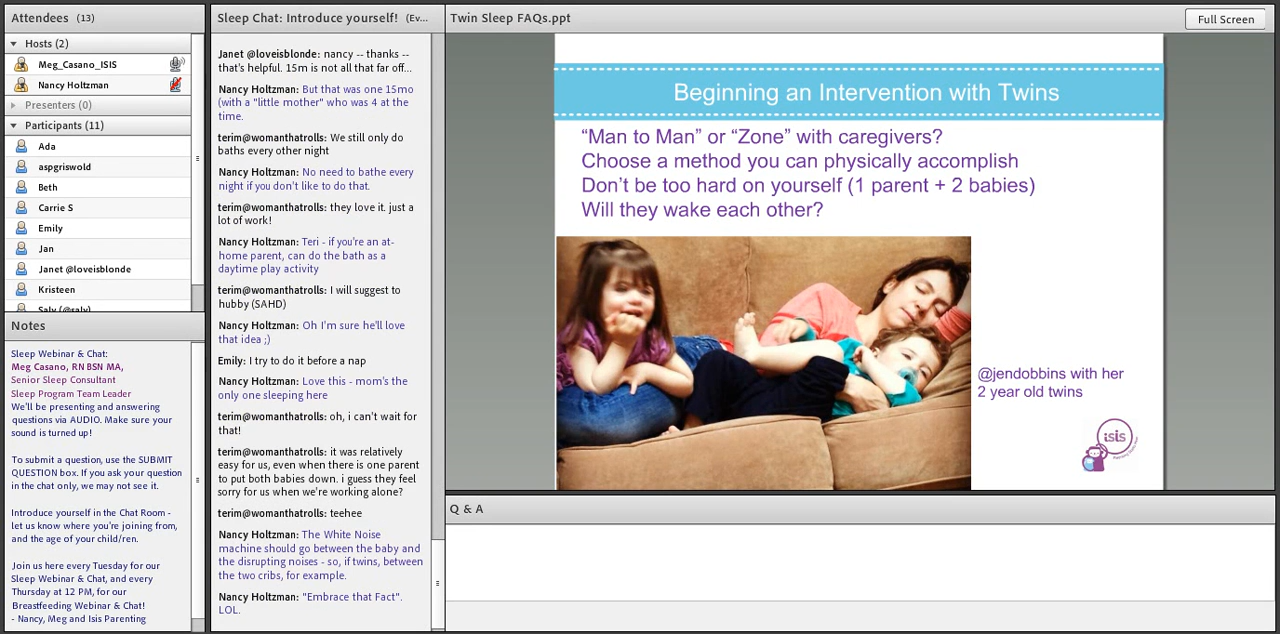 Attendees (13)
Hosts (2)
Meg_Casano_ISIS
Nancy Holtzman
Presenters (0)
Participants (11)
Ada
aspgriswold
Beth
Carrie S
Emily
Jan
Janet @loveisblonde
Kristeen
Notes
Sleep Webinar & Chat:
Meg Casano, RN BSN MA,
Senior Sleep Consultant
Sleep Program Team Leader
We'll be presenting and answering
questions via AUDIO. Make sure your
sound is turned up!
To submit a question, use the SUBMIT
QUESTION box. If you ask your question
in the chat only, we may not see it.
Introduce yourself in the Chat Room -
let us know where you're joining from,
and the age of your child/ren.
Join us here every Tuesday for our
Sleep Webinar & Chat, and every
Thursday at 12 PM, for our
Breastfeeding Webinar & Chat!
- Nancy, Meg and Isis Parenting
Sleep Chat: Introduce yourself! (Ev...
Janet @loveisblonde: nancy -- thanks --
that's helpful. 15m is not all that far off...
Nancy Holtzman: But that was one 15mo
(with a "little mother" who was 4 at the
time.
terim@womanthatrolls: We still only do
baths every other night
Nancy Holtzman: No need to bathe every
night if you don't like to do that.
terim@womanthatrolls: they love it. just a
lot of work!
Nancy Holtzman: Teri - if you're an at-
home parent, can do the bath as a
daytime play activity
terim@womanthatrolls: I will suggest to
hubby (SAHD)
Nancy Holtzman: Oh I'm sure he'll love
that idea ;)
Emily: I try to do it before a nap
Nancy Holtzman: Love this - mom's the
only one sleeping here
terim@womanthatrolls: oh, i can't wait for
that!
terim@womanthatrolls: it was relatively
easy for us, even when there is one parent
to put both babies down. i guess they feel
sorry for us when we're working alone?
terim@womanthatrolls: teehee
Nancy Holtzman: The White Noise
machine should go between the baby and
the disrupting noises - so, if twins, between
the two cribs, for example.
Nancy Holtzman: "Embrace that Fact".
LOL.
Twin Sleep FAQs.ppt
Full Screen
Beginning an Intervention with Twins
“Man to Man” or “Zone” with caregivers?
Choose a method you can physically accomplish
Don’t be too hard on yourself (1 parent + 2 babies)
Will they wake each other?
@jendobbins with her
2 year old twins
isis
Q & A